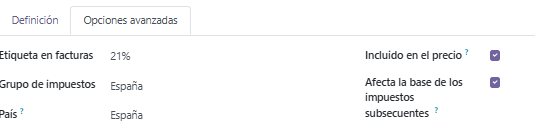 Definición Opciones avanzadas
Etiqueta en facturas 21% Incluido en el precio ?
Grupo de impuestos España Afecta la base de los
impuestos
País ? España subsecuentes ?